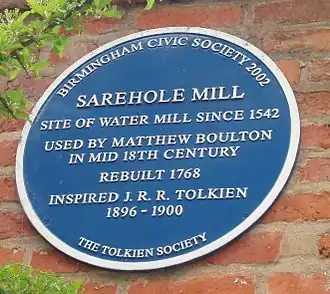 BIRMINGHAM CIVIC SOCIETY 2002
SAREHOLE MILL
SITE OF WATER MILL SINCE 1542
USED BY MATTHEW BOULTON
IN MID 18TH CENTURY
REBUILT 1768
INSPIRED J. R. R. TOLKIEN
1896 - 1900
THE TOLKIEN SOCIETY